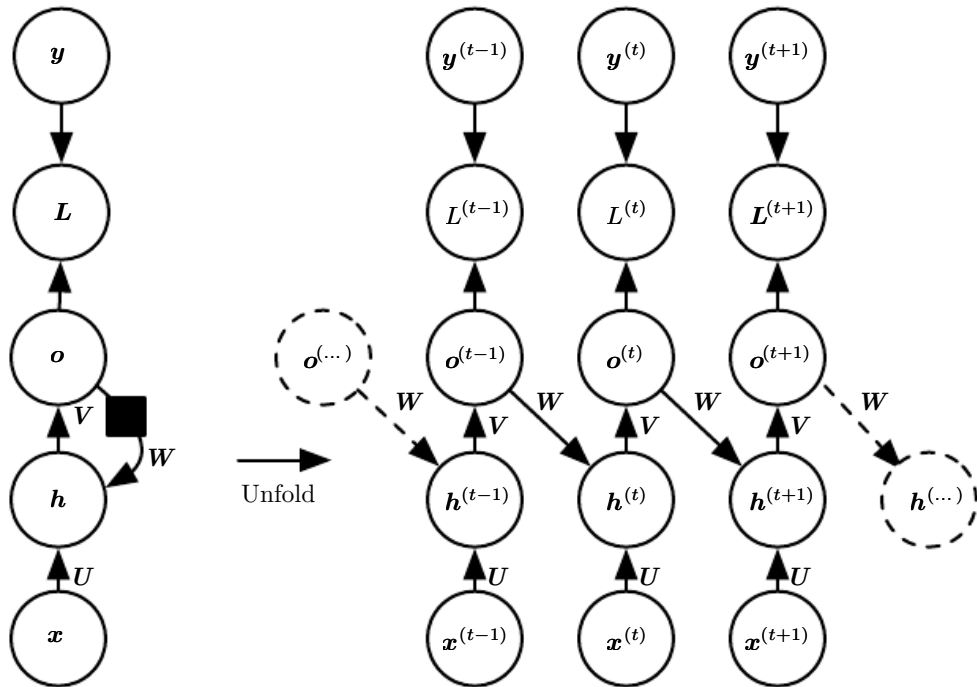 y y^(t−1) y^(t) y^(t+1)
L L^(t−1) L^(t) L^(t+1)
o o^(...) o^(t−1) o^(t) o^(t+1)
W W W W
V V V V
W
Unfold
h h^(t−1) h^(t) h^(t+1) h^(...)
U U U U
x x^(t−1) x^(t) x^(t+1)